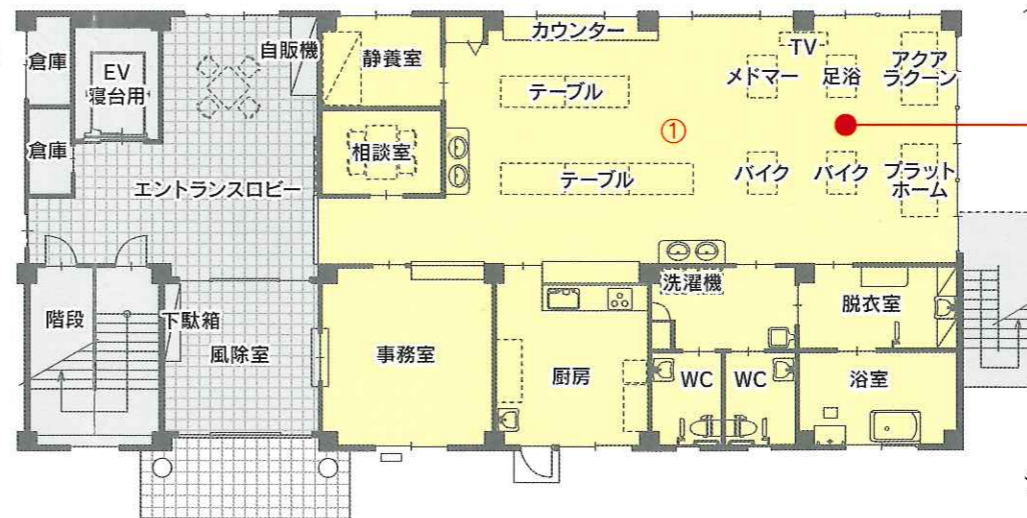 倉庫
EV
寝台用
自販機
静養室
カウンター
TV
メドマー
足浴
アクア
ラクーン
テーブル
①
倉庫
相談室
エントランスロビー
テーブル
バイク
バイク
プラット
ホーム
階段
下駄箱
風除室
事務室
厨房
洗濯機
脱衣室
WC
WC
浴室